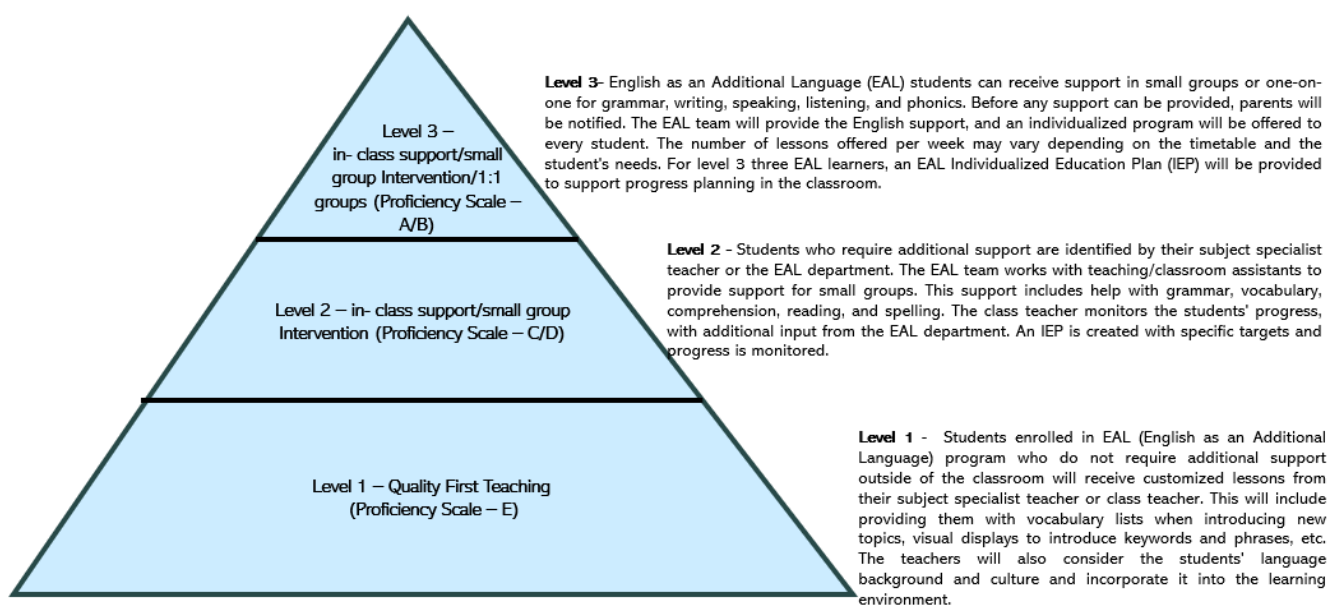 Level 3 –
in- class support/small
group Intervention/1:1
groups (Proficiency Scale –
A/B)
Level 3- English as an Additional Language (EAL) students can receive support in small groups or one-on-
one for grammar, writing, speaking, listening, and phonics. Before any support can be provided, parents will
be notified. The EAL team will provide the English support, and an individualized program will be offered to
every student. The number of lessons offered per week may vary depending on the timetable and the
student's needs. For level 3 three EAL learners, an EAL Individualized Education Plan (IEP) will be provided
to support progress planning in the classroom.
Level 2 – in- class support/small group
Intervention (Proficiency Scale – C/D)
Level 2 - Students who require additional support are identified by their subject specialist
teacher or the EAL department. The EAL team works with teaching/classroom assistants to
provide support for small groups. This support includes help with grammar, vocabulary,
comprehension, reading, and spelling. The class teacher monitors the students' progress,
with additional input from the EAL department. An IEP is created with specific targets and
progress is monitored.
Level 1 – Quality First Teaching
(Proficiency Scale – E)
Level 1 - Students enrolled in EAL (English as an Additional
Language) program who do not require additional support
outside of the classroom will receive customized lessons from
their subject specialist teacher or class teacher. This will include
providing them with vocabulary lists when introducing new
topics, visual displays to introduce keywords and phrases, etc.
The teachers will also consider the students' language
background and culture and incorporate it into the learning
environment.